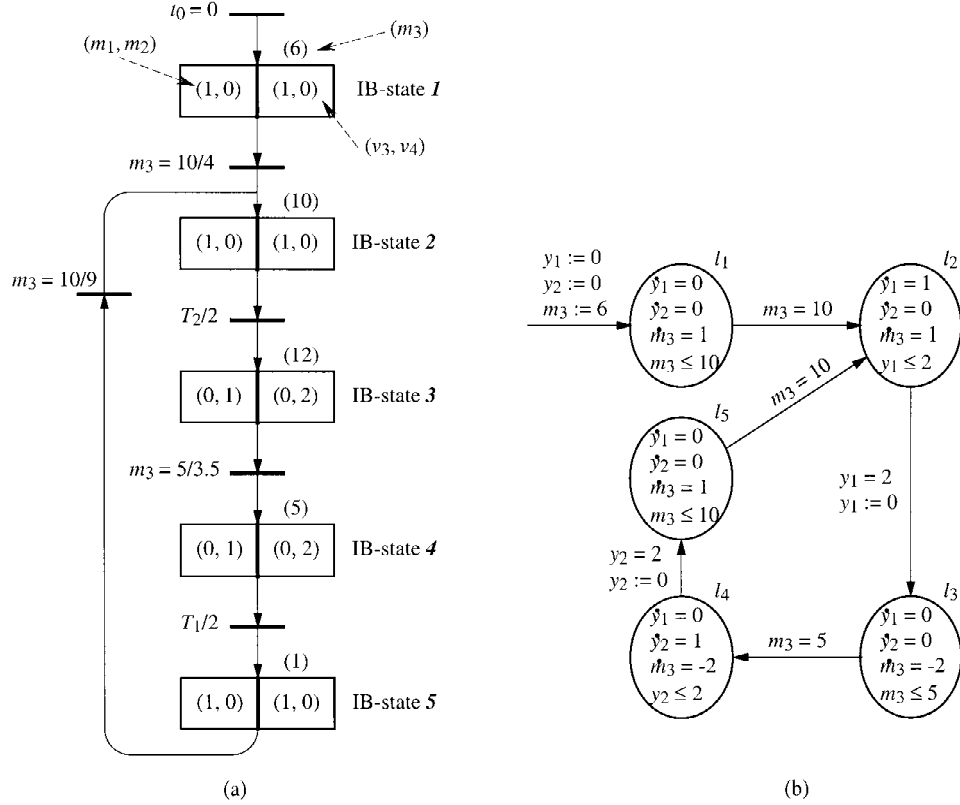 t₀ = 0
(m₁, m₂)
(6)
(m₃)
(1, 0) (1, 0) IB-state 1
(v₃, v₄)
m₃ = 10/4
(10)
(1, 0) (1, 0) IB-state 2
m₃ = 10/9
T₂/2
(12)
(0, 1) (0, 2) IB-state 3
m₃ = 5/3.5
(5)
(0, 1) (0, 2) IB-state 4
T₁/2
(1)
(1, 0) (1, 0) IB-state 5
(a)
y₁ := 0
y₂ := 0
m₃ := 6
l₁
ẏ₁ = 0
ẏ₂ = 0
ṁ₃ = 1
m₃ ≤ 10
m₃ = 10
l₂
ẏ₁ = 1
ẏ₂ = 0
ṁ₃ = 1
y₁ ≤ 2
m₃ = 10
l₅
ẏ₁ = 0
ẏ₂ = 0
ṁ₃ = 1
m₃ ≤ 10
y₁ = 2
y₁ := 0
y₂ = 2
y₂ := 0
l₄
ẏ₁ = 0
ẏ₂ = 1
ṁ₃ = -2
y₂ ≤ 2
m₃ = 5
l₃
ẏ₁ = 0
ẏ₂ = 0
ṁ₃ = -2
m₃ ≤ 5
(b)